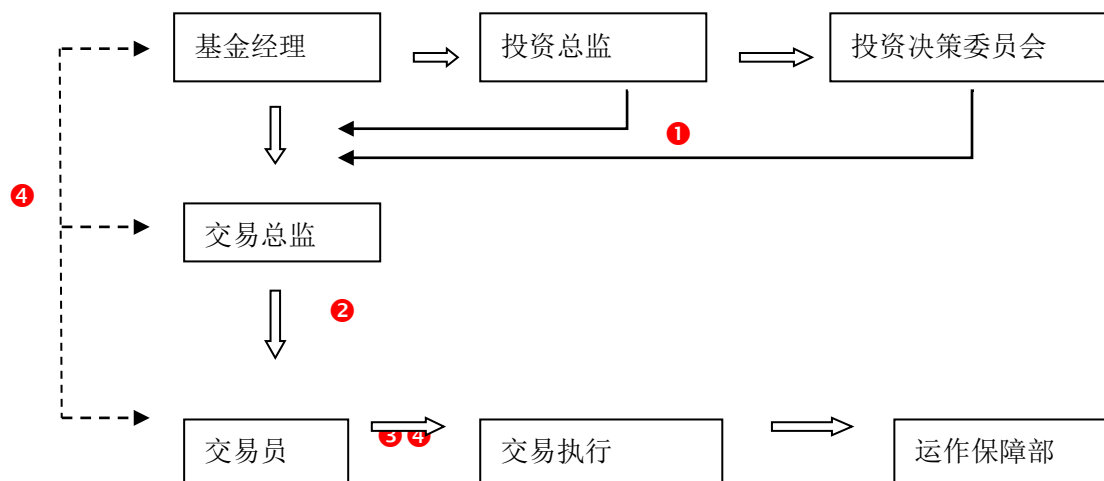 基金经理
投资总监
投资决策委员会
❶
❹
交易总监
❷
交易员
❸❹
交易执行
运作保障部